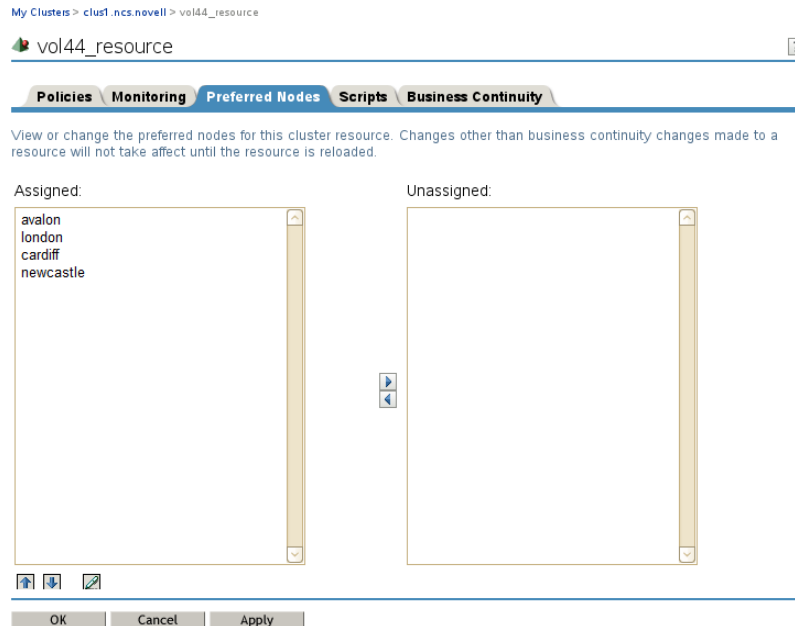 My Clusters > clus1.ncs.novell > vol44_resource
vol44_resource
Policies Monitoring Preferred Nodes Scripts Business Continuity
View or change the preferred nodes for this cluster resource. Changes other than business continuity changes made to a
resource will not take affect until the resource is reloaded.
Assigned: Unassigned:
avalon
london
cardiff
newcastle
OK Cancel Apply